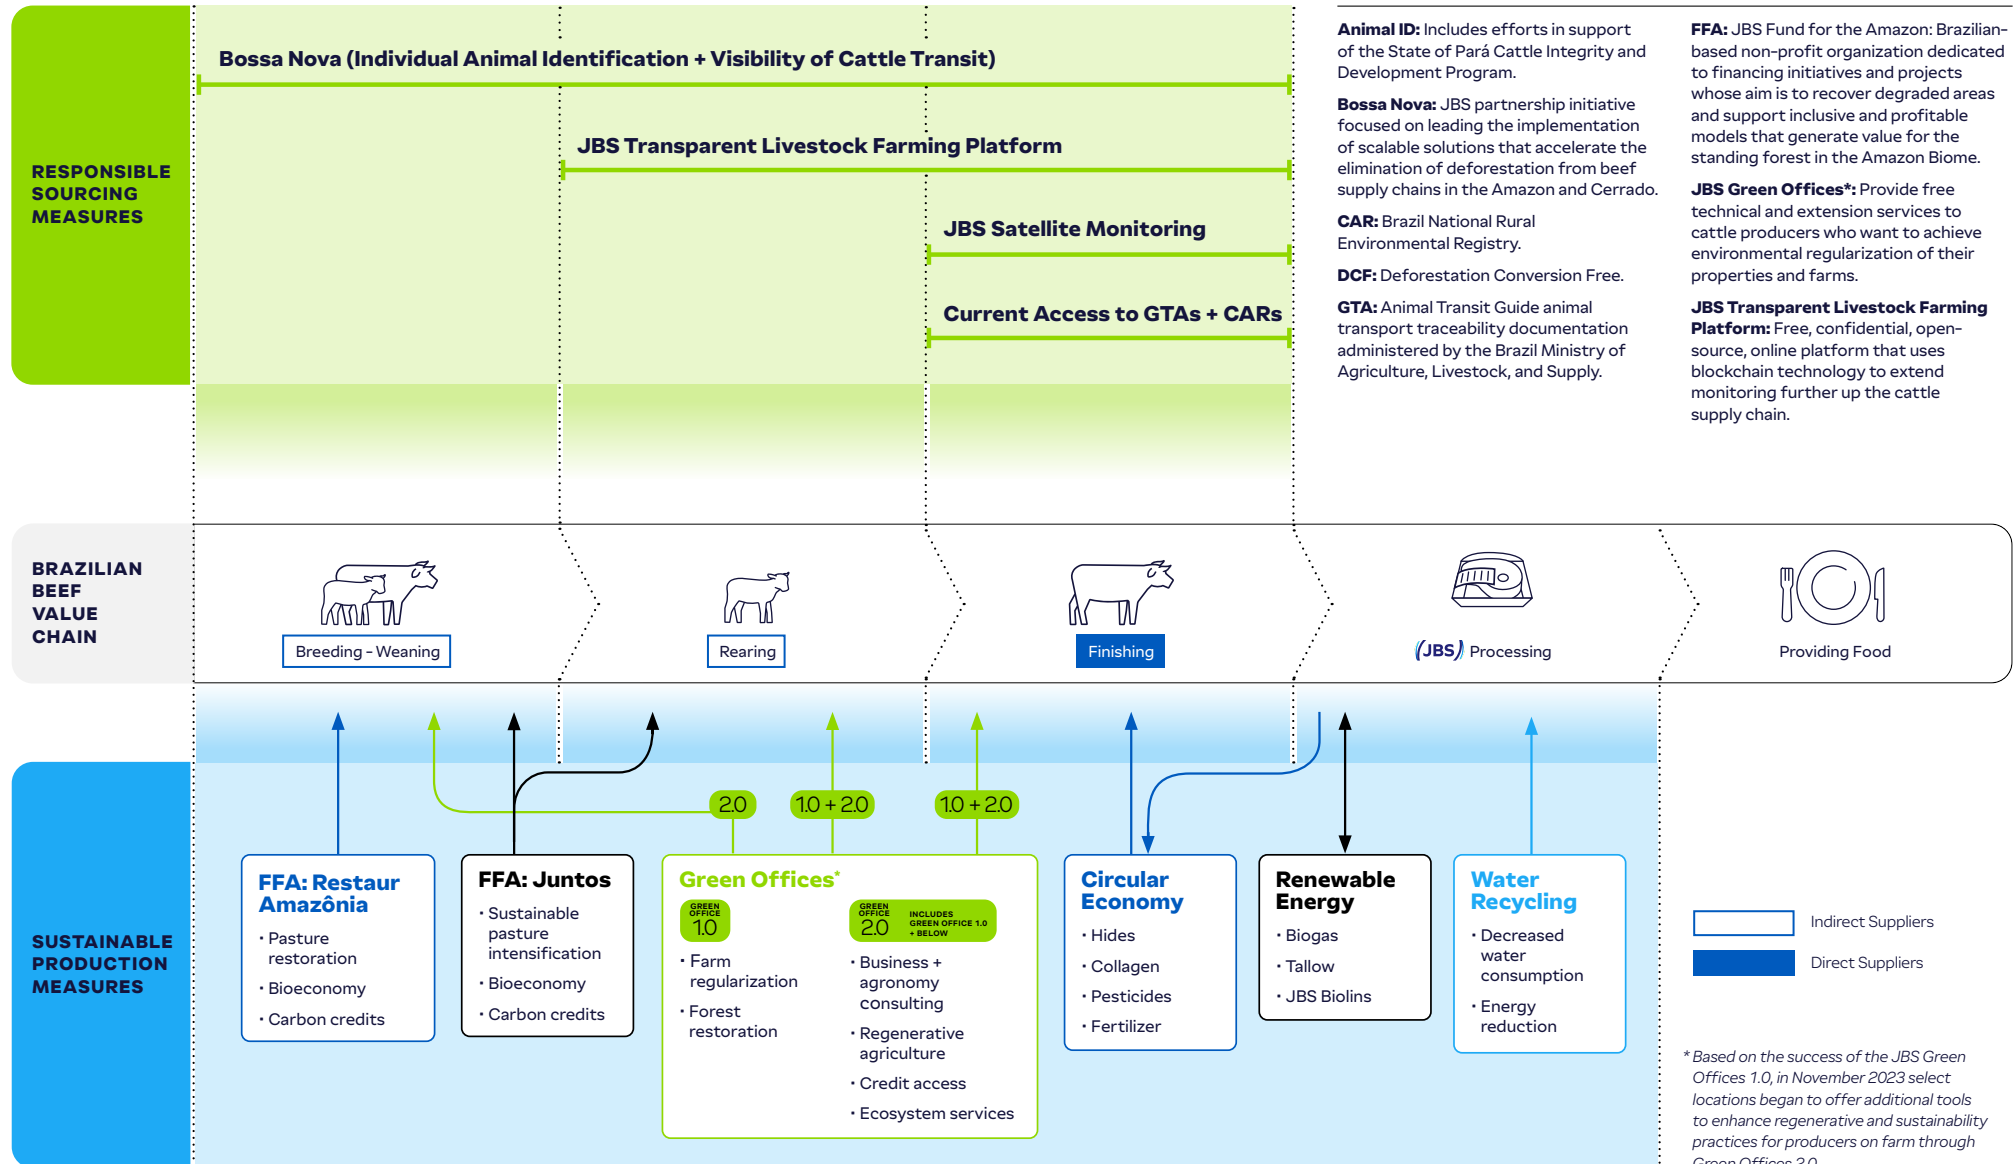 RESPONSIBLE
SOURCING
MEASURES
Bossa Nova (Individual Animal Identification + Visibility of Cattle Transit)
JBS Transparent Livestock Farming Platform
JBS Satellite Monitoring
Current Access to GTAs + CARs
Animal ID: Includes efforts in support
of the State of Pará Cattle Integrity and
Development Program.
Bossa Nova: JBS partnership initiative
focused on leading the implementation
of scalable solutions that accelerate the
elimination of deforestation from beef
supply chains in the Amazon and Cerrado.
CAR: Brazil National Rural
Environmental Registry.
DCF: Deforestation Conversion Free.
GTA: Animal Transit Guide animal
transport traceability documentation
administered by the Brazil Ministry of
Agriculture, Livestock, and Supply.
FFA: JBS Fund for the Amazon: Brazilian-
based non-profit organization dedicated
to financing initiatives and projects
whose aim is to recover degraded areas
and support inclusive and profitable
models that generate value for the
standing forest in the Amazon Biome.
JBS Green Offices*: Provide free
technical and extension services to
cattle producers who want to achieve
environmental regularization of their
properties and farms.
JBS Transparent Livestock Farming
Platform: Free, confidential, open-
source, online platform that uses
blockchain technology to extend
monitoring further up the cattle
supply chain.
BRAZILIAN
BEEF
VALUE
CHAIN
Breeding - Weaning
Rearing
Finishing
(JBS) Processing
Providing Food
SUSTAINABLE
PRODUCTION
MEASURES
2.0
1.0 + 2.0
1.0 + 2.0
FFA: Restaur
Amazônia
· Pasture
restoration
· Bioeconomy
· Carbon credits
FFA: Juntos
· Sustainable
pasture
intensification
· Bioeconomy
· Carbon credits
Green Offices*
GREEN
OFFICE
1.0
· Farm
regularization
· Forest
restoration
GREEN
OFFICE
2.0
INCLUDES
GREEN OFFICE 1.0
+ BELOW
· Business +
agronomy
consulting
· Regenerative
agriculture
· Credit access
· Ecosystem services
Circular
Economy
· Hides
· Collagen
· Pesticides
· Fertilizer
Renewable
Energy
· Biogas
· Tallow
· JBS Biolins
Water
Recycling
· Decreased
water
consumption
· Energy
reduction
Indirect Suppliers
Direct Suppliers
* Based on the success of the JBS Green
Offices 1.0, in November 2023 select
locations began to offer additional tools
to enhance regenerative and sustainability
practices for producers on farm through
Green Offices 2.0